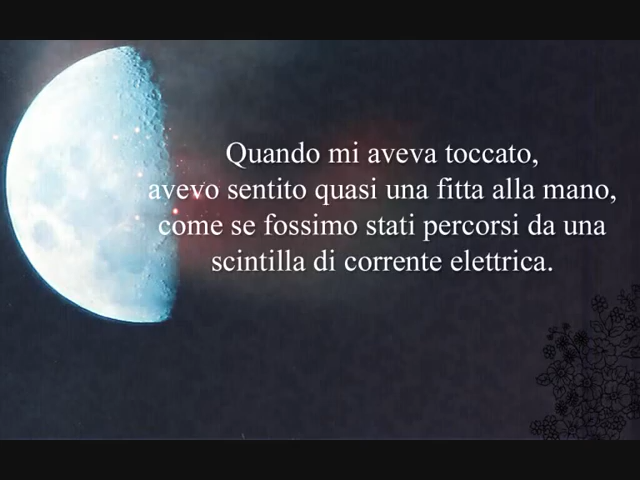 Quando mi aveva toccato,
avevo sentito quasi una fitta alla mano,
come se fossimo stati percorsi da una
scintilla di corrente elettrica.